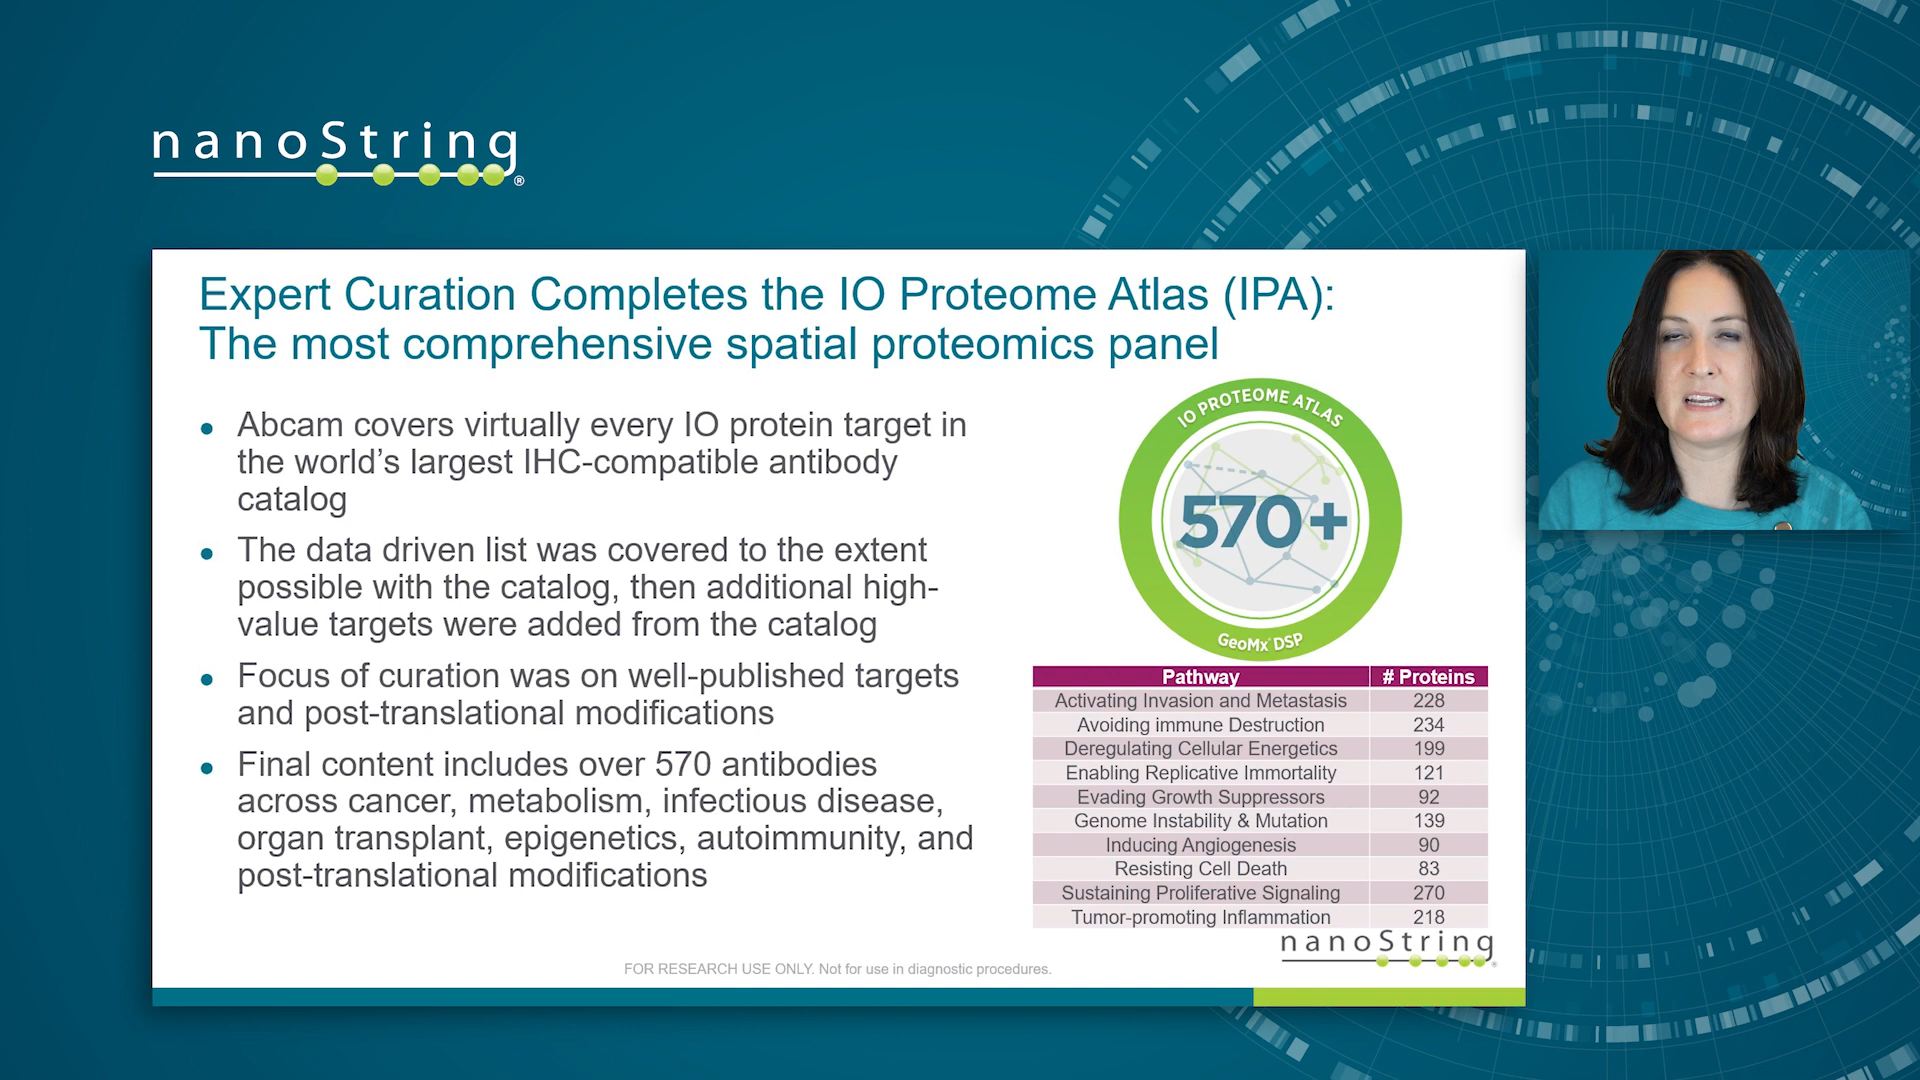 nanoString®
Expert Curation Completes the IO Proteome Atlas (IPA):
The most comprehensive spatial proteomics panel
• Abcam covers virtually every IO protein target in
the world's largest IHC-compatible antibody
catalog
• The data driven list was covered to the extent
possible with the catalog, then additional high-
value targets were added from the catalog
• Focus of curation was on well-published targets
and post-translational modifications
• Final content includes over 570 antibodies
across cancer, metabolism, infectious disease,
organ transplant, epigenetics, autoimmunity, and
post-translational modifications
IO PROTEOME ATLAS
570+
GeoMx® DSP
Pathway # Proteins
Activating Invasion and Metastasis 228
Avoiding immune Destruction 234
Deregulating Cellular Energetics 199
Enabling Replicative Immortality 121
Evading Growth Suppressors 92
Genome Instability & Mutation 139
Inducing Angiogenesis 90
Resisting Cell Death 83
Sustaining Proliferative Signaling 270
Tumor-promoting Inflammation 218
nanoString®
FOR RESEARCH USE ONLY. Not for use in diagnostic procedures.